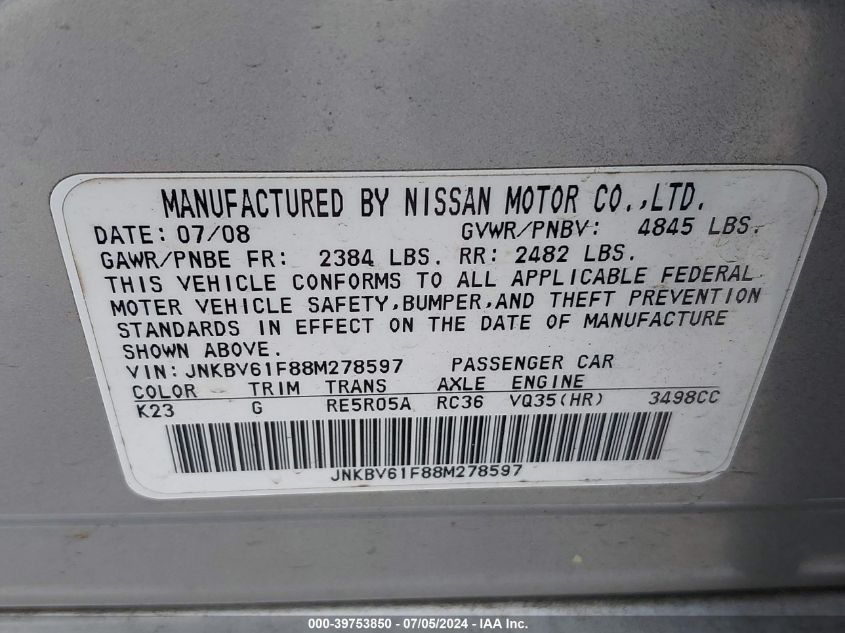 MANUFACTURED BY NISSAN MOTOR CO.,LTD.
DATE: 07/08 GVWR/PNBV: 4845 LBS.
GAWR/PNBE FR: 2384 LBS. RR: 2482 LBS.
THIS VEHICLE CONFORMS TO ALL APPLICABLE FEDERAL
MOTER VEHICLE SAFETY,BUMPER,AND THEFT PREVENTION
STANDARDS IN EFFECT ON THE DATE OF MANUFACTURE
SHOWN ABOVE.
VIN: JNKBV61F88M278597 PASSENGER CAR
COLOR TRIM TRANS AXLE ENGINE
K23 G RE5R05A RC36 VQ35(HR) 3498CC
JNKBV61F88M278597
000-39753850 - 07/05/2024 - IAA Inc.